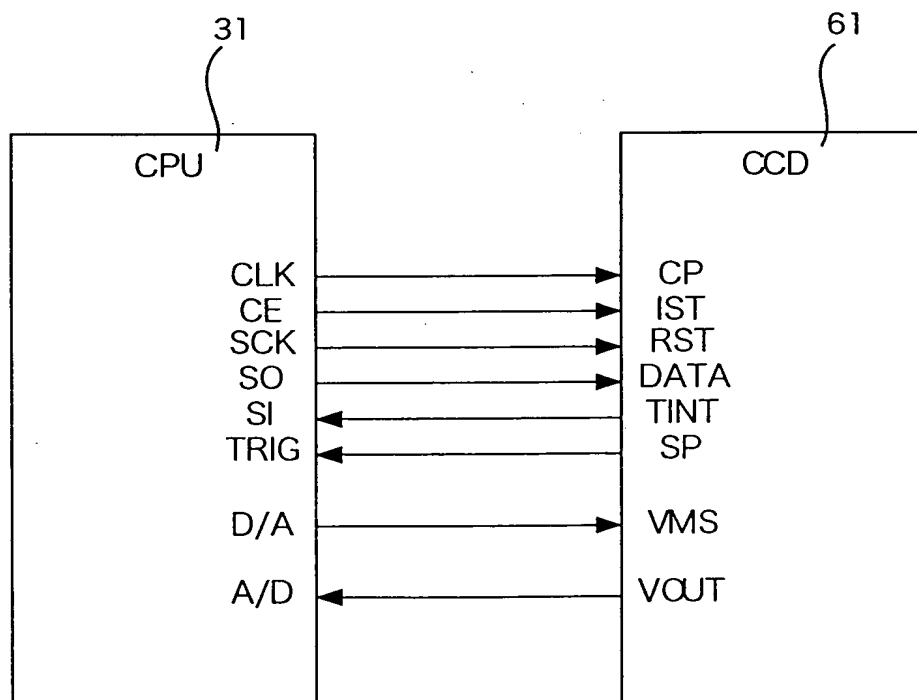 31
61
CPU
CCD
CLK
CP
CE
IST
SCK
RST
SO
DATA
SI
TINT
TRIG
SP
D/A
VMS
A/D
VOUT